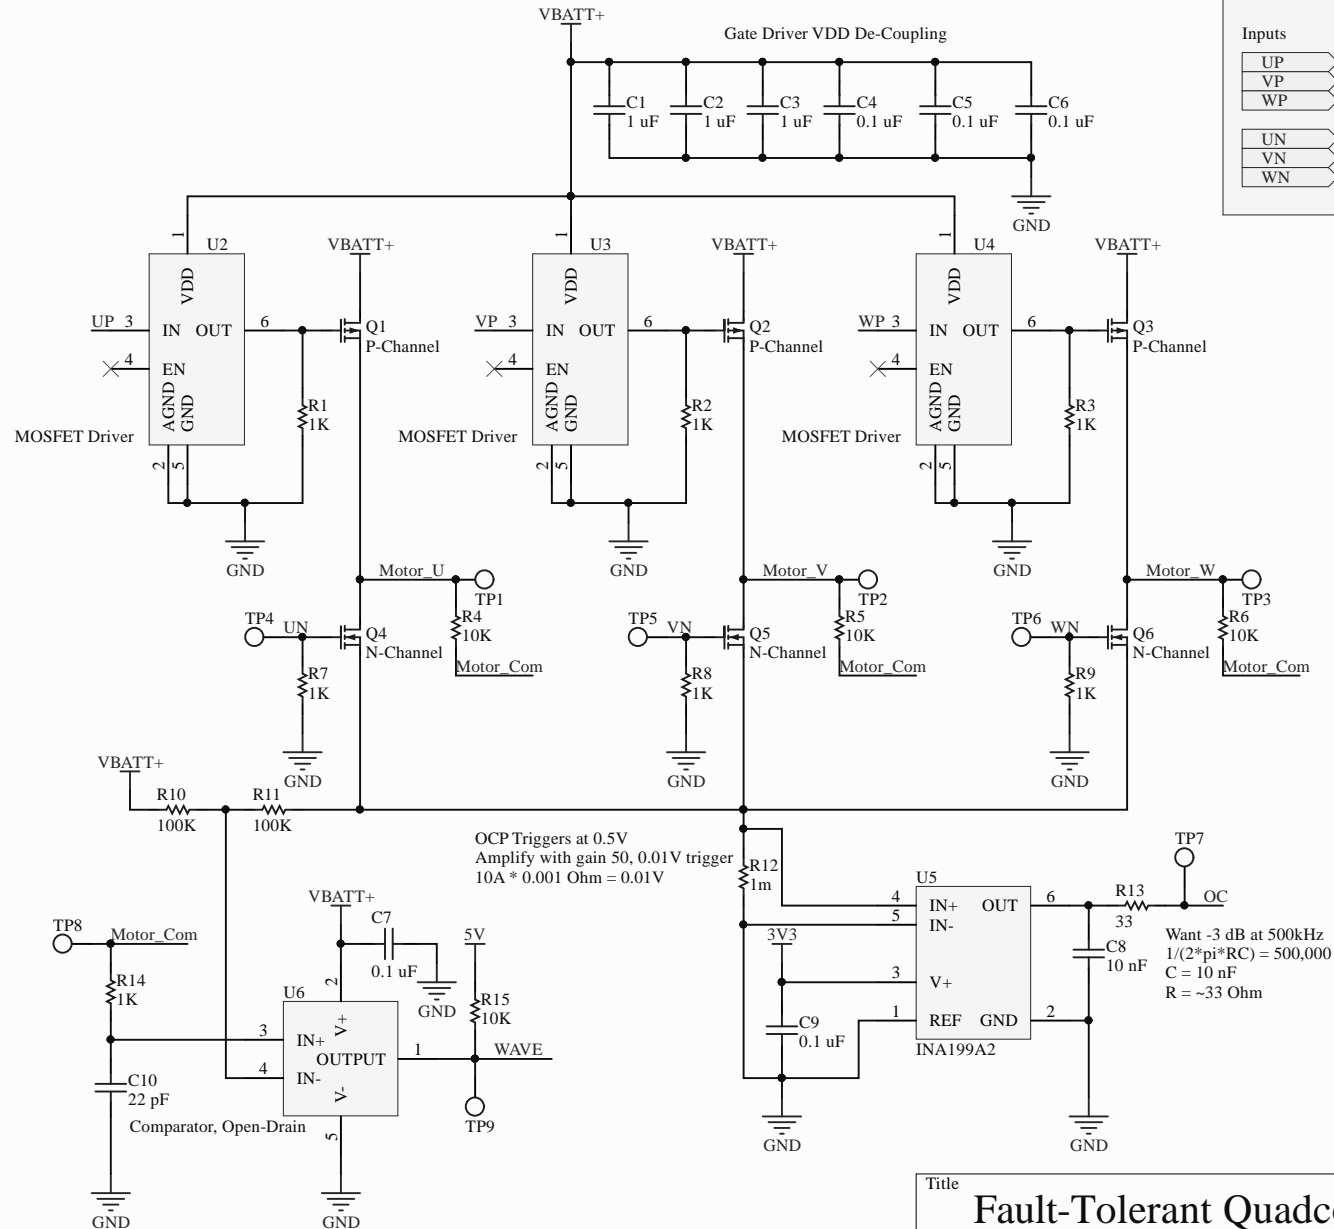 VBATT+
Gate Driver VDD De-Coupling
C1
1 uF
C2
1 uF
C3
1 uF
C4
0.1 uF
C5
0.1 uF
C6
0.1 uF
GND
Inputs
UP
VP
WP
UN
VN
WN
1
U2
VDD
UP 3
IN OUT
6
4
EN
AGND
GND
2
5
MOSFET Driver
VBATT+
Q1
P-Channel
R1
1K
GND
1
U3
VDD
VP 3
IN OUT
6
4
EN
AGND
GND
2
5
MOSFET Driver
VBATT+
Q2
P-Channel
R2
1K
GND
1
U4
VDD
WP 3
IN OUT
6
4
EN
AGND
GND
2
5
MOSFET Driver
VBATT+
Q3
P-Channel
R3
1K
GND
Motor_U
TP1
R4
10K
Motor_Com
TP4
UN
Q4
N-Channel
R7
1K
GND
Motor_V
TP2
R5
10K
Motor_Com
TP5
VN
Q5
N-Channel
R8
1K
GND
Motor_W
TP3
R6
10K
Motor_Com
TP6
WN
Q6
N-Channel
R9
1K
GND
VBATT+
R10
100K
R11
100K
OCP Triggers at 0.5V
Amplify with gain 50, 0.01V trigger
10A * 0.001 Ohm = 0.01V
R12
1m
U5
4
IN+
5
IN-
OUT
6
3
V+
1
REF
GND
2
INA199A2
3V3
C9
0.1 uF
GND
R13
33
TP7
OC
C8
10 nF
GND
Want -3 dB at 500kHz
1/(2*pi*RC) = 500,000
C = 10 nF
R = ~33 Ohm
TP8
Motor_Com
R14
1K
C10
22 pF
GND
VBATT+
C7
0.1 uF
GND
2
U6
V+
3
IN+
OUTPUT
1
4
IN-
V-
5
Comparator, Open-Drain
GND
5V
R15
10K
WAVE
TP9
Title
Fault-Tolerant Quadc